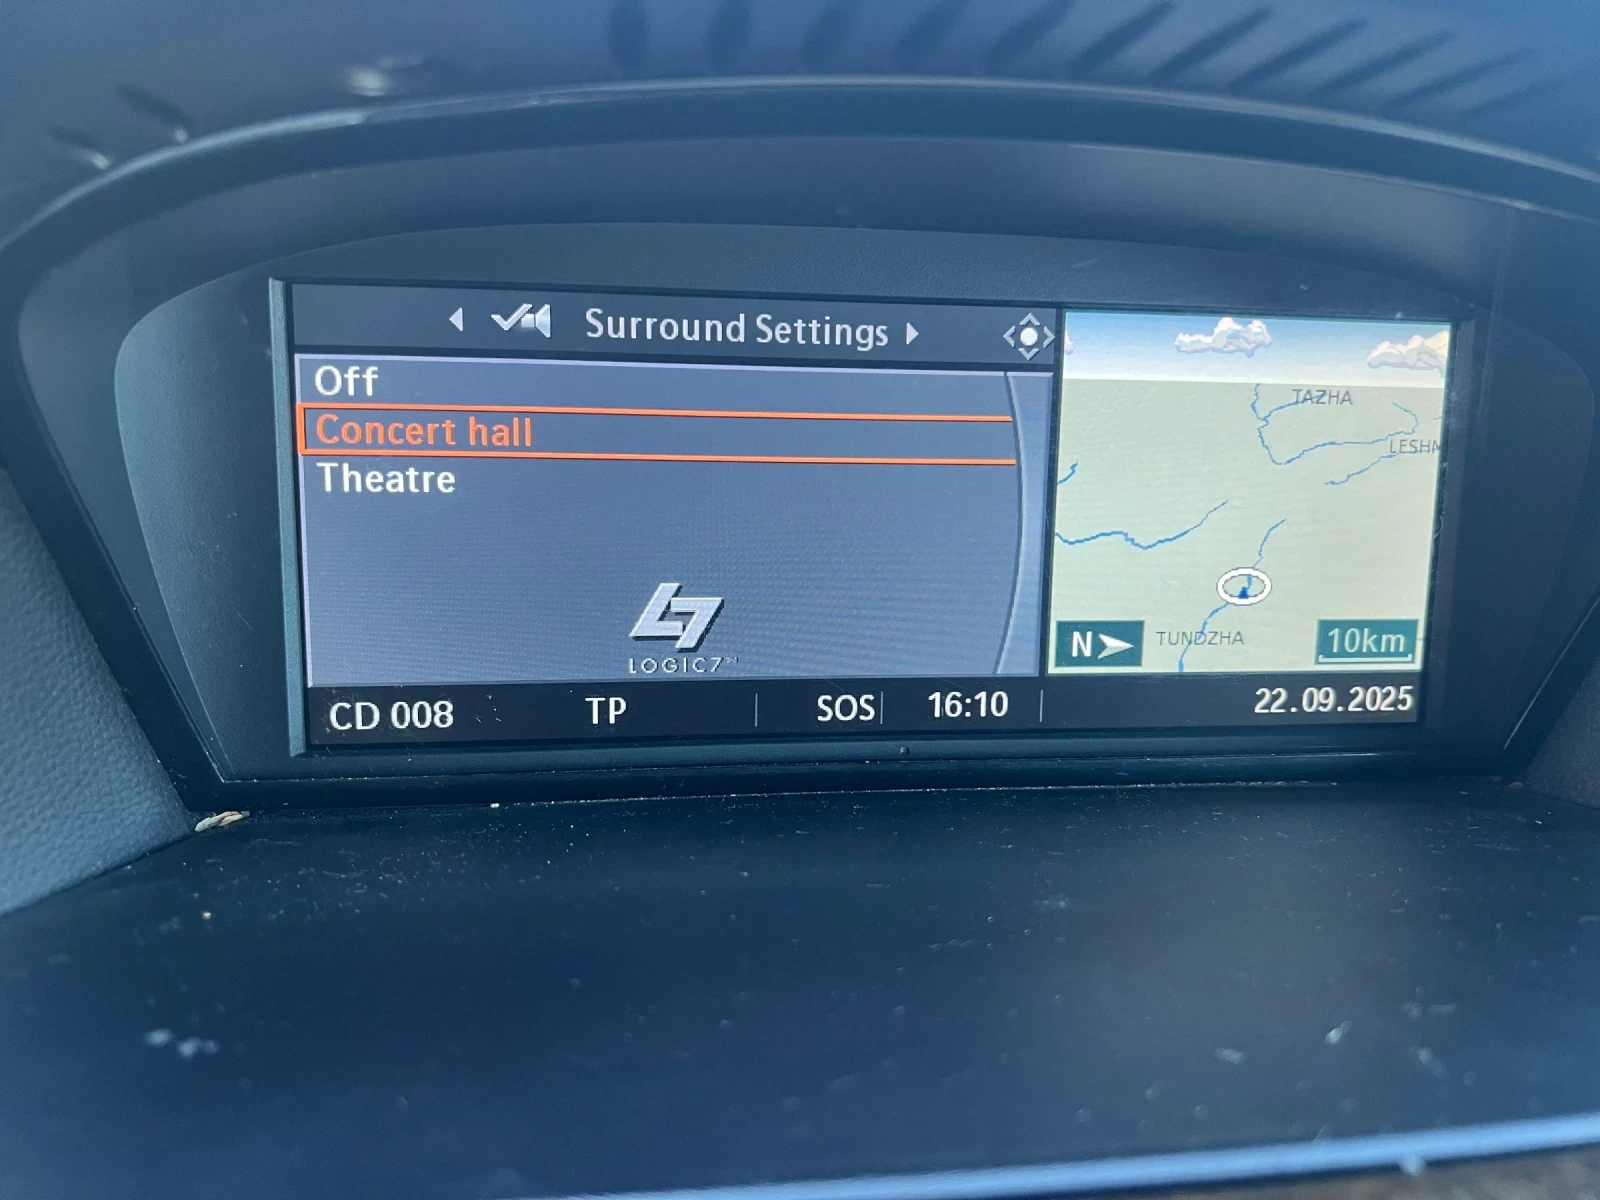 Surround Settings
Off
Concert hall
Theatre
LOGIC7™
TAZHA
LESHN
TUNDZHA
N
10km
CD 008 TP SOS 16:10 22.09.2025